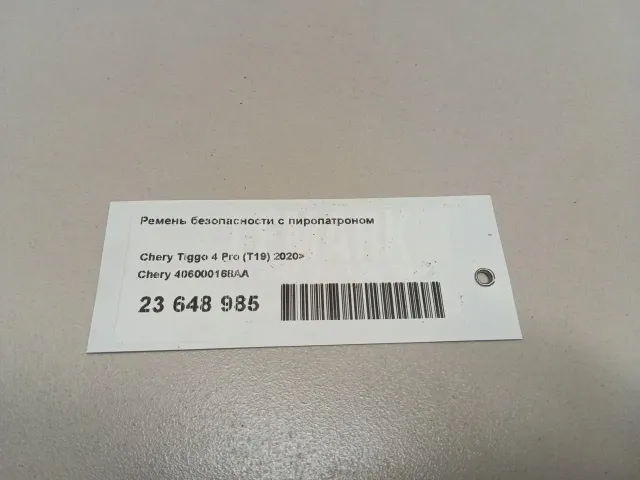 Ремень безопасности с пиропатроном
Chery Tiggo 4 Pro (T19) 2020>
Chery 406000168AA
23 648 985